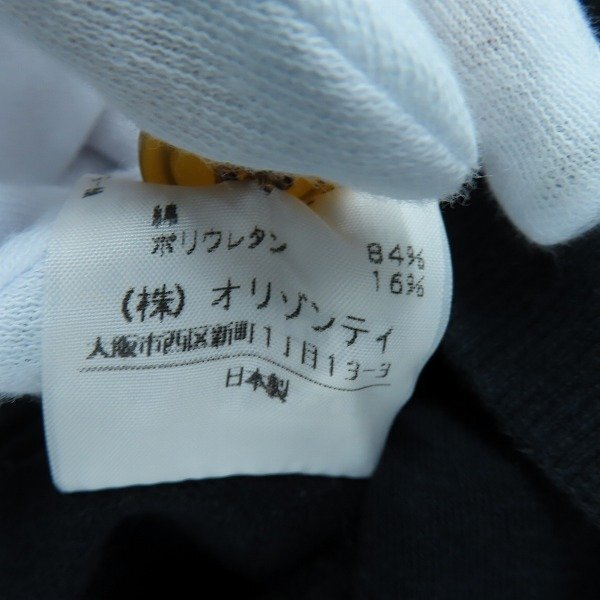 綿 84%
ポリウレタン 16%
(株) オリゾンティ
大阪市西区新町1丁目13-3
日本製